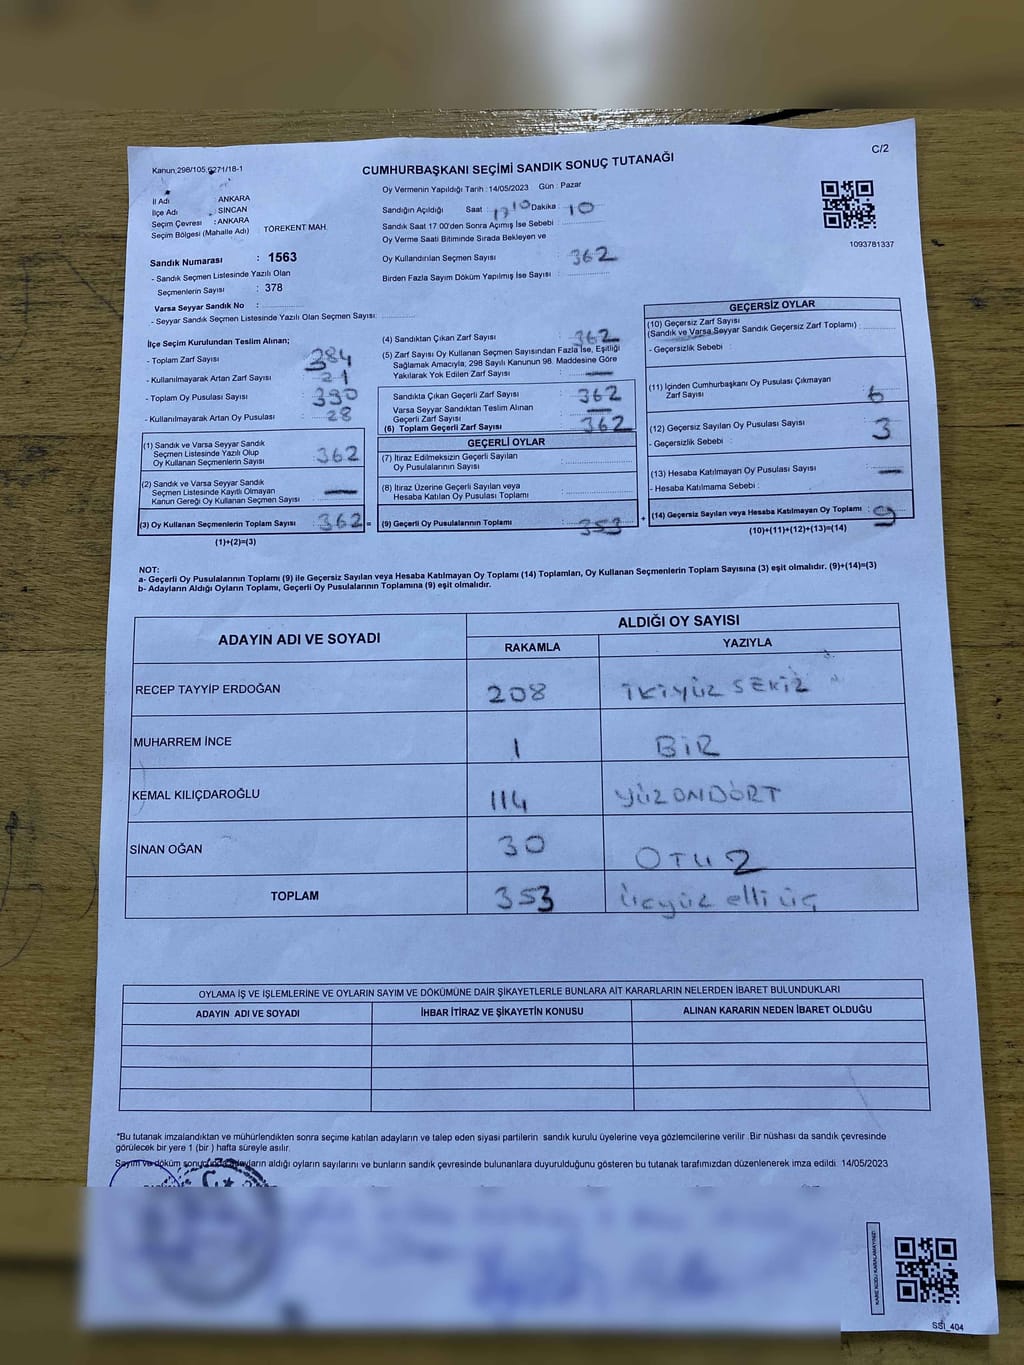 Kanun;298/105,6271/18-1
CUMHURBAŞKANI SEÇİMİ SANDIK SONUÇ TUTANAĞI
C/2
İl Adı : ANKARA
İlçe Adı : SİNCAN
Seçim Çevresi : ANKARA
Seçim Bölgesi (Mahalle Adı) TÖREKENT MAH.
Sandık Numarası : 1563
- Sandık Seçmen Listesinde Yazılı Olan
Seçmenlerin Sayısı : 378
Varsa Seyyar Sandık No :
- Seyyar Sandık Seçmen Listesinde Yazılı Olan Seçmen Sayısı:
Oy Vermenin Yapıldığı Tarih : 14/05/2023 Gün : Pazar
Sandığın Açıldığı Saat : 17 10 Dakika : 10
Sandık Saat 17.00'den Sonra Açımış İse Sebebi :
Oy Verme Saati Bitiminde Sırada Bekleyen ve
Oy Kullandırılan Seçmen Sayısı : 362
Birden Fazla Sayım Döküm Yapılmış İse Sayısı :
1093781337
İlçe Seçim Kurulundan Teslim Alınan;
- Toplam Zarf Sayısı : 384
- Kullanılmayarak Artan Zarf Sayısı : 21
- Toplam Oy Pusulası Sayısı : 390
- Kullanılmayarak Artan Oy Pusulası : 28
(1) Sandık ve Varsa Seyyar Sandık
Seçmen Listesinde Yazılı Olup
Oy Kullanan Seçmenlerin Sayısı : 362
(2) Sandık ve Varsa Seyyar Sandık
Seçmen Listesinde Kayıtlı Olmayan
Kanun Gereği Oy Kullanan Seçmen Sayısı : —
(3) Oy Kullanan Seçmenlerin Toplam Sayısı : 362 =
(1)+(2)=(3)
(4) Sandıktan Çıkan Zarf Sayısı : 362
(5) Zarf Sayısı Oy Kullanan Seçmen Sayısından Fazla İse, Eşitliği
Sağlamak Amacıyla, 298 Sayılı Kanunun 98. Maddesine Göre
Yakılarak Yok Edilen Zarf Sayısı : —
Sandıkta Çıkan Geçerli Zarf Sayısı : 362
Varsa Seyyar Sandıktan Teslim Alınan
Geçerli Zarf Sayısı : —
(6) Toplam Geçerli Zarf Sayısı : 362
GEÇERLİ OYLAR
(7) İtiraz Edilmeksizin Geçerli Sayılan
Oy Pusulalarının Sayısı :
(8) İtiraz Üzerine Geçerli Sayılan veya
Hesaba Katılan Oy Pusulası Toplamı :
(9) Geçerli Oy Pusulalarının Toplamı : 353 +
GEÇERSİZ OYLAR
(10) Geçersiz Zarf Sayısı
(Sandık ve Varsa Seyyar Sandık Geçersiz Zarf Toplamı) :
- Geçersizlik Sebebi :
(11) İçinden Cumhurbaşkanı Oy Pusulası Çıkmayan
Zarf Sayısı : 6
(12) Geçersiz Sayılan Oy Pusulası Sayısı : 3
- Geçersizlik Sebebi :
(13) Hesaba Katılmayan Oy Pusulası Sayısı : —
- Hesaba Katılmama Sebebi :
(14) Geçersiz Sayılan veya Hesaba Katılmayan Oy Toplamı : 9
(10)+(11)+(12)+(13)=(14)
NOT:
a- Geçerli Oy Pusulalarının Toplamı (9) ile Geçersiz Sayılan veya Hesaba Katılmayan Oy Toplamı (14) Toplamları, Oy Kullanan Seçmenlerin Toplam Sayısına (3) eşit olmalıdır. (9)+(14)=(3)
b- Adayların Aldığı Oyların Toplamı, Geçerli Oy Pusulalarının Toplamına (9) eşit olmalıdır.
ADAYIN ADI VE SOYADI ALDIĞI OY SAYISI
RAKAMLA YAZIYLA
RECEP TAYYİP ERDOĞAN 208 İKİYÜZ SEKİZ
MUHARREM İNCE 1 BİR
KEMAL KILIÇDAROĞLU 114 YÜZONDÖRT
SİNAN OĞAN 30 OTUZ
TOPLAM 353 üçyüz elli üç
OYLAMA İŞ VE İŞLEMLERİNE VE OYLARIN SAYIM VE DÖKÜMÜNE DAİR ŞİKAYETLERLE BUNLARA AİT KARARLARIN NELERDEN İBARET BULUNDUKLARI
ADAYIN ADI VE SOYADI İHBAR İTİRAZ VE ŞİKAYETİN KONUSU ALINAN KARARIN NEDEN İBARET OLDUĞU
*Bu tutanak imzalandıktan ve mühürlendikten sonra seçime katılan adayların ve talep eden siyasi partilerin sandık kurulu üyelerine veya gözlemcilerine verilir .Bir nüshası da sandık çevresinde
görülecek bir yere 1 (bir ) hafta süreyle asılır.
Sayım ve döküm aldığı oyların sayılarını ve bunların sandık çevresinde bulunanlara duyurulduğunu gösteren bu tutanak tarafımızdan düzenlenerek imza edildi. 14/05/2023
KARE KODU KARALAMAYINIZ!
SSİ_404